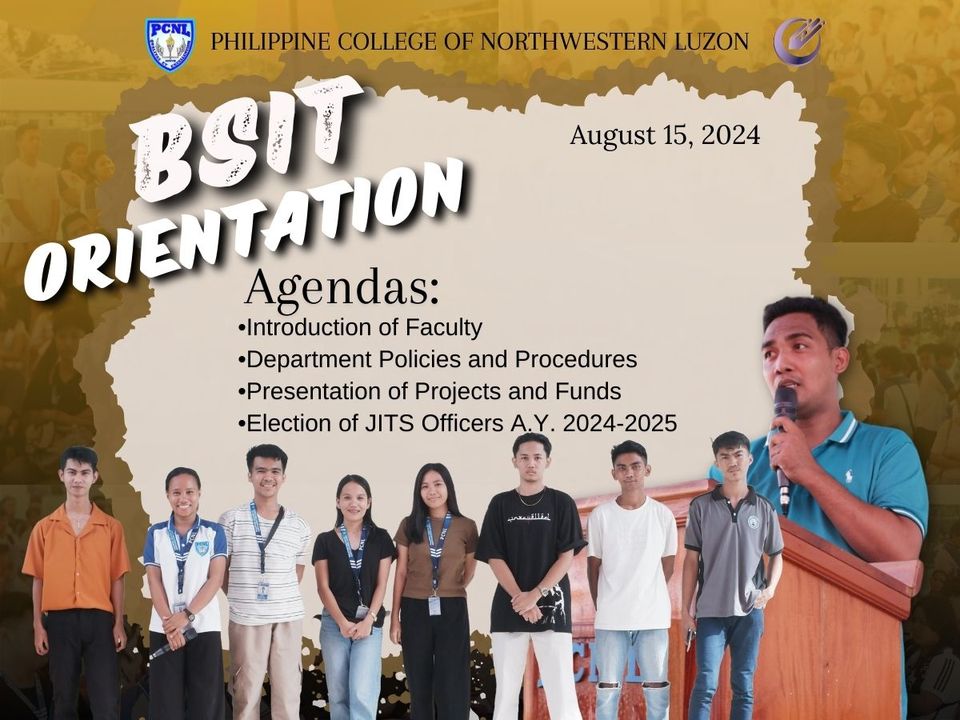 PCNL
PHILIPPINE COLLEGE OF NORTHWESTERN LUZON
BSIT
ORIENTATION
August 15, 2024
Agendas:
•Introduction of Faculty
•Department Policies and Procedures
•Presentation of Projects and Funds
•Election of JITS Officers A.Y. 2024-2025
PCNL